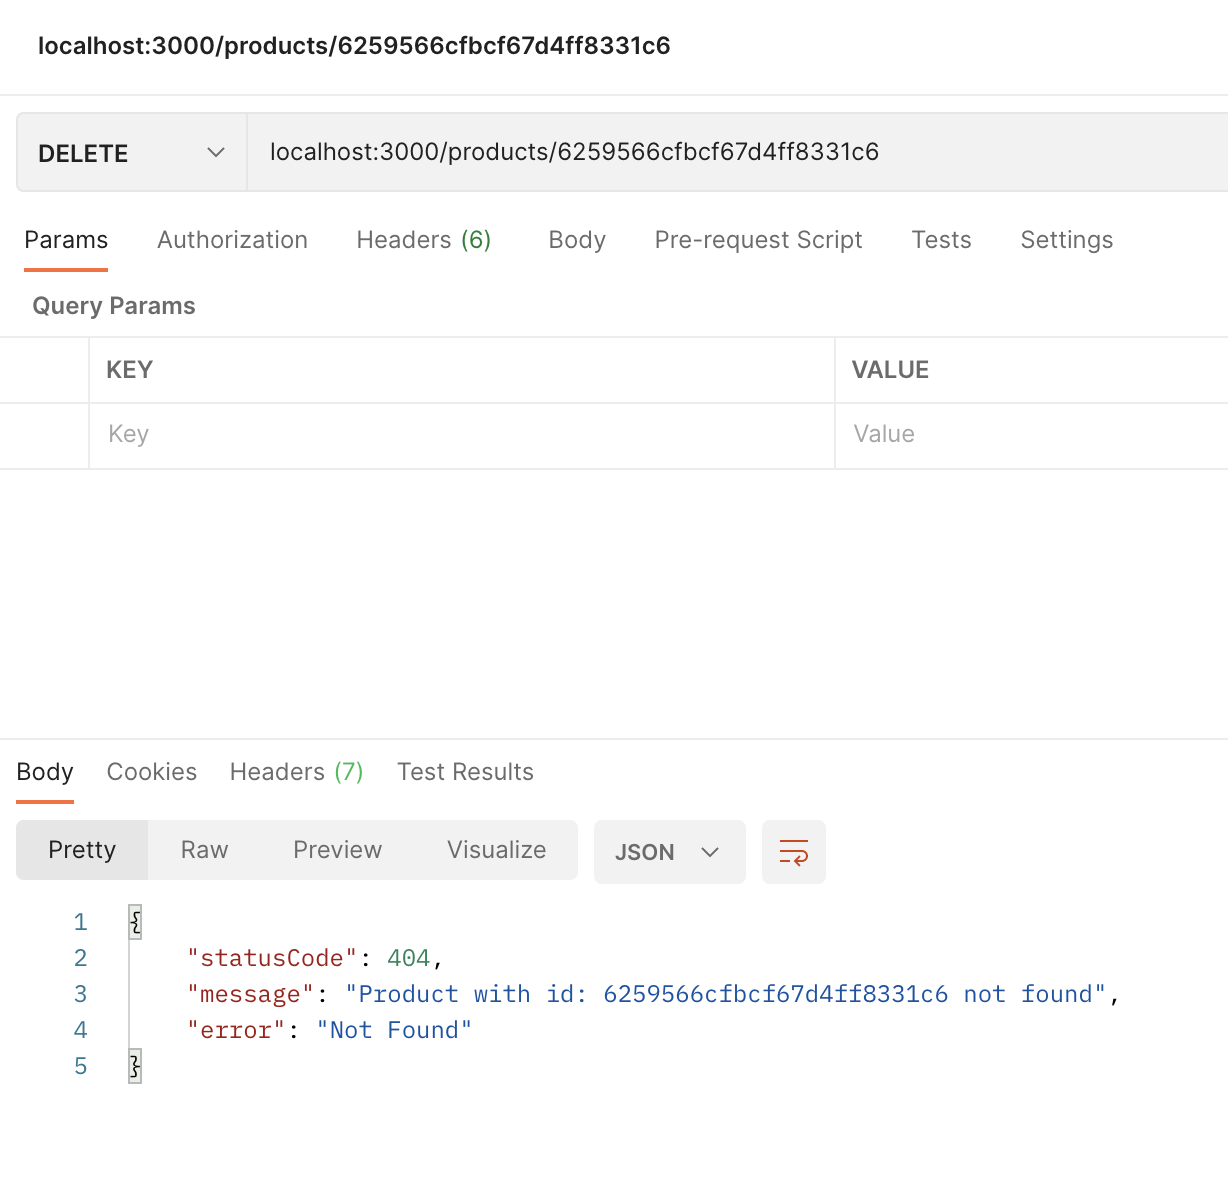 localhost:3000/products/6259566cfbcf67d4ff8331c6
DELETE localhost:3000/products/6259566cfbcf67d4ff8331c6
Params Authorization Headers (6) Body Pre-request Script Tests Settings
Query Params
KEY VALUE
Key Value
Body Cookies Headers (7) Test Results
Pretty Raw Preview Visualize JSON
1 {
2 "statusCode": 404,
3 "message": "Product with id: 6259566cfbcf67d4ff8331c6 not found",
4 "error": "Not Found"
5 }